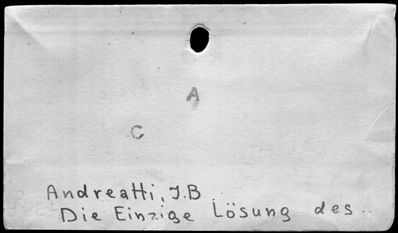 A
C
Andreatti, J.B
Die Einzige Lösung des..